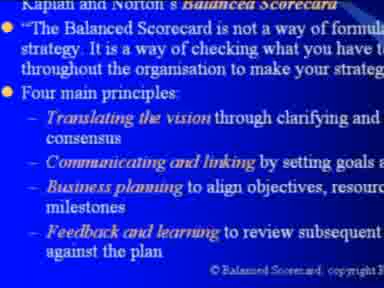 Kaplan and Norton's Balanced Scorecard
"The Balanced Scorecard is not a way of formula
strategy. It is a way of checking what you have t
throughout the organisation to make your strateg
Four main principles:
– Translating the vision through clarifying and
consensus
– Communicating and linking by setting goals a
– Business planning to align objectives, resourc
milestones
– Feedback and learning to review subsequent
against the plan
© Balanced Scorecard, copyright